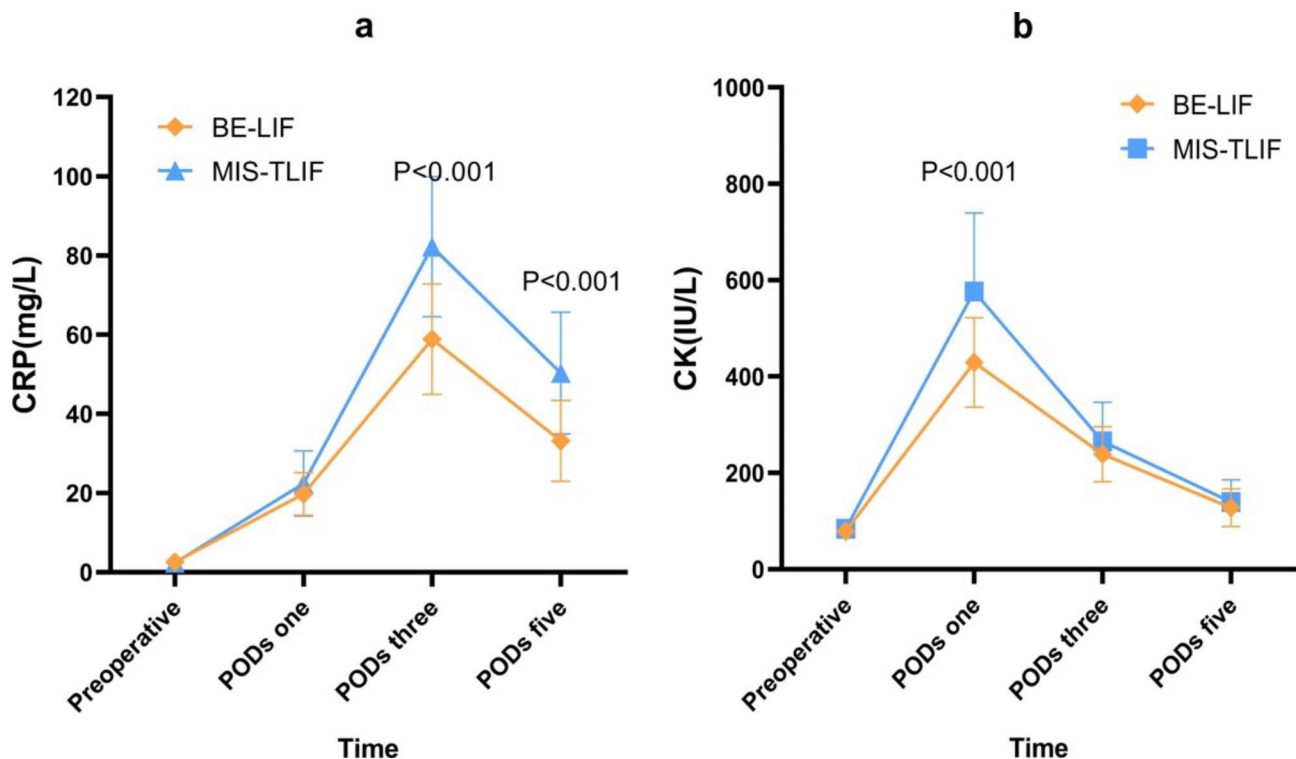 a
CRP(mg/L)
120
100
80
60
40
20
0
BE-LIF
MIS-TLIF
P<0.001
P<0.001
Preoperative
PODs one
PODs three
PODs five
Time
b
CK(IU/L)
1000
800
600
400
200
0
BE-LIF
MIS-TLIF
P<0.001
Preoperative
PODs one
PODs three
PODs five
Time